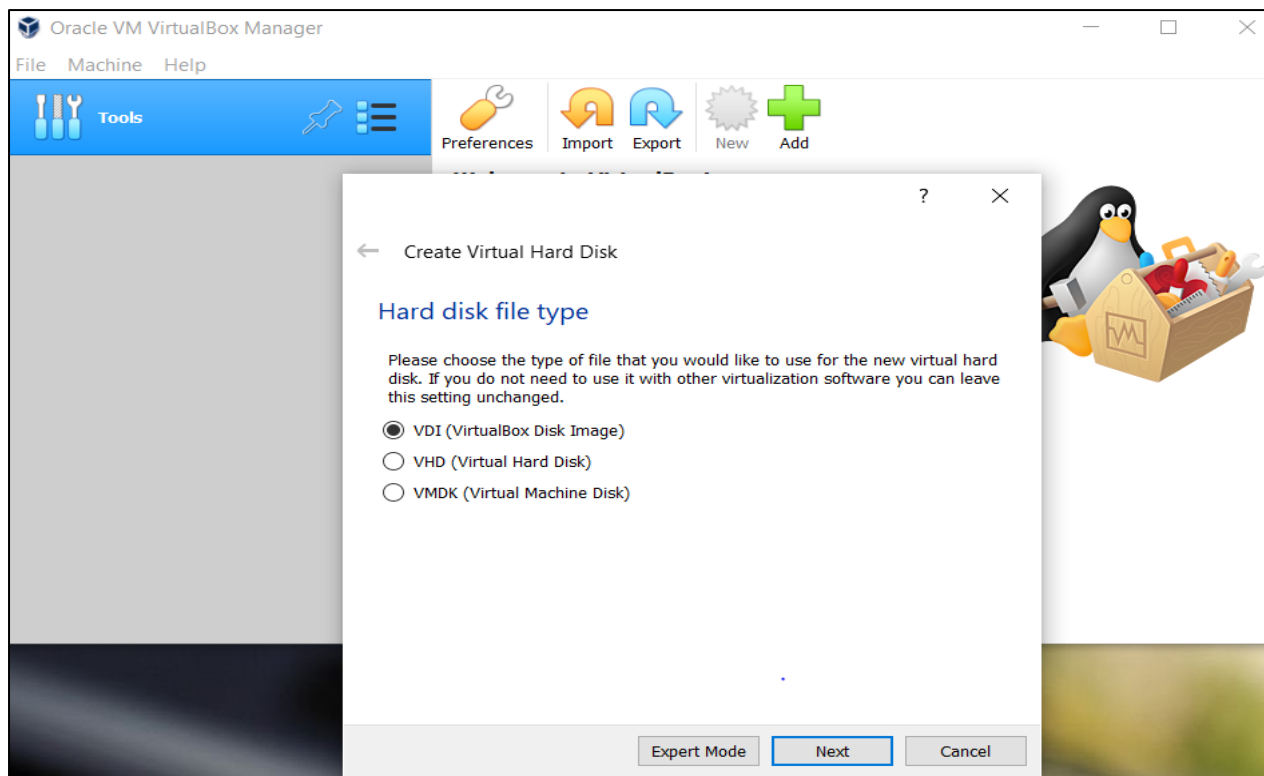 Oracle VM VirtualBox Manager
File Machine Help
Tools
Preferences Import Export New Add
?
Create Virtual Hard Disk
Hard disk file type
Please choose the type of file that you would like to use for the new virtual hard
disk. If you do not need to use it with other virtualization software you can leave
this setting unchanged.
VDI (VirtualBox Disk Image)
VHD (Virtual Hard Disk)
VMDK (Virtual Machine Disk)
Expert Mode Next Cancel